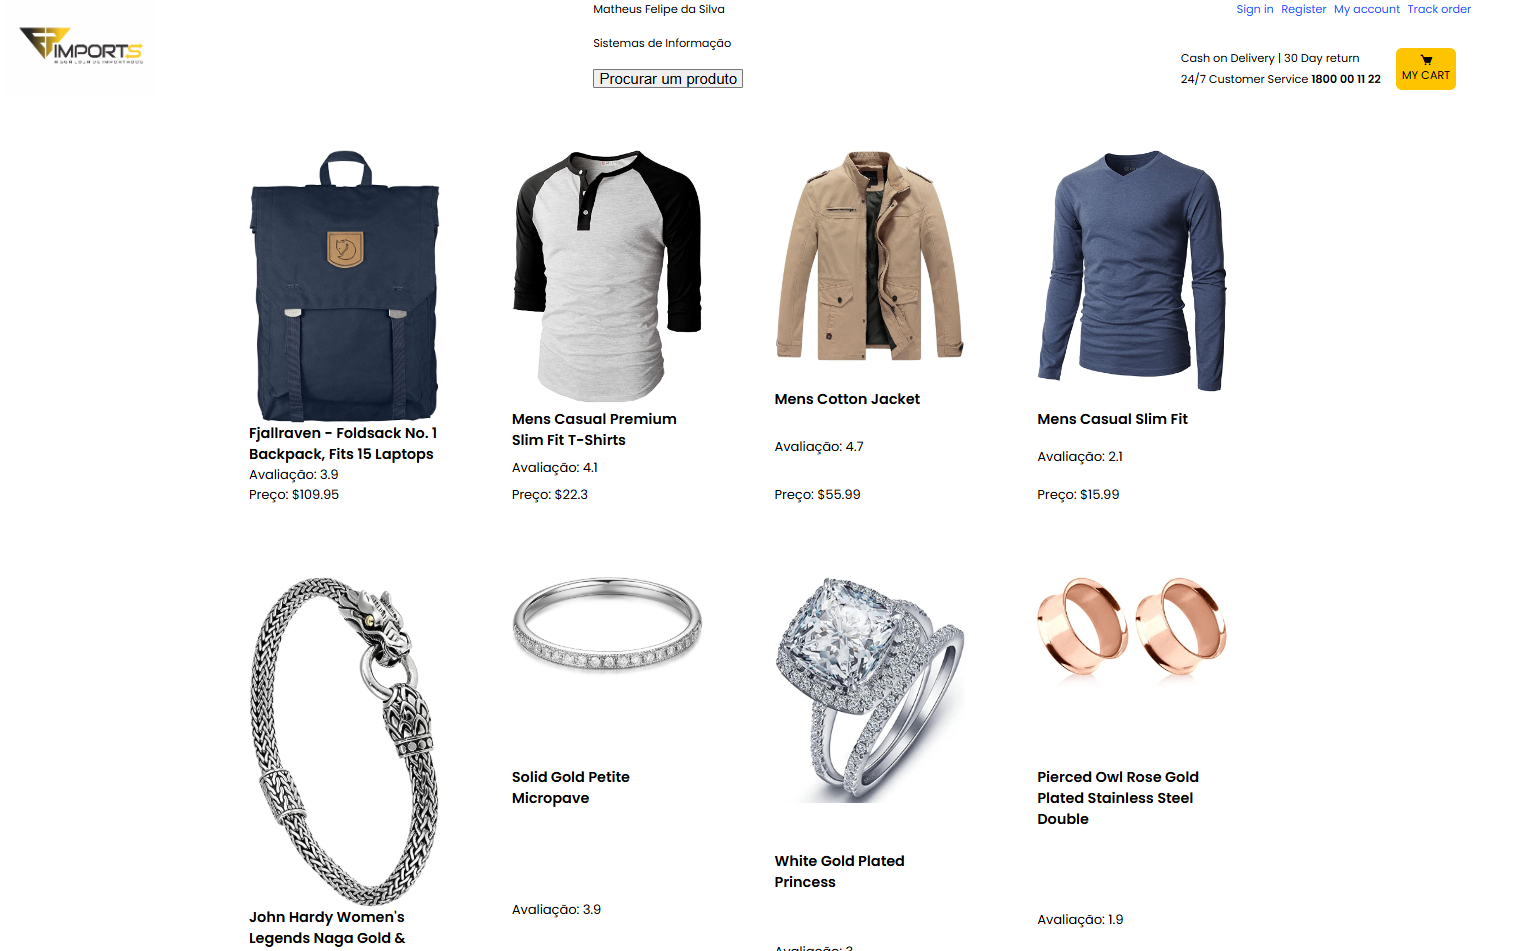 Matheus Felipe da Silva
Sign in Register My account Track order
IMPORTS
A SUA LOJA DE IMPORTADOS
Sistemas de Informação
Cash on Delivery | 30 Day return
24/7 Customer Service 1800 00 11 22
MY CART
Procurar um produto
Fjallraven - Foldsack No. 1
Backpack, Fits 15 Laptops
Avaliação: 3.9
Preço: $109.95
Mens Casual Premium
Slim Fit T-Shirts
Avaliação: 4.1
Preço: $22.3
Mens Cotton Jacket
Avaliação: 4.7
Preço: $55.99
Mens Casual Slim Fit
Avaliação: 2.1
Preço: $15.99
John Hardy Women's
Legends Naga Gold &
Solid Gold Petite
Micropave
Avaliação: 3.9
White Gold Plated
Princess
Avaliação: 3
Pierced Owl Rose Gold
Plated Stainless Steel
Double
Avaliação: 1.9